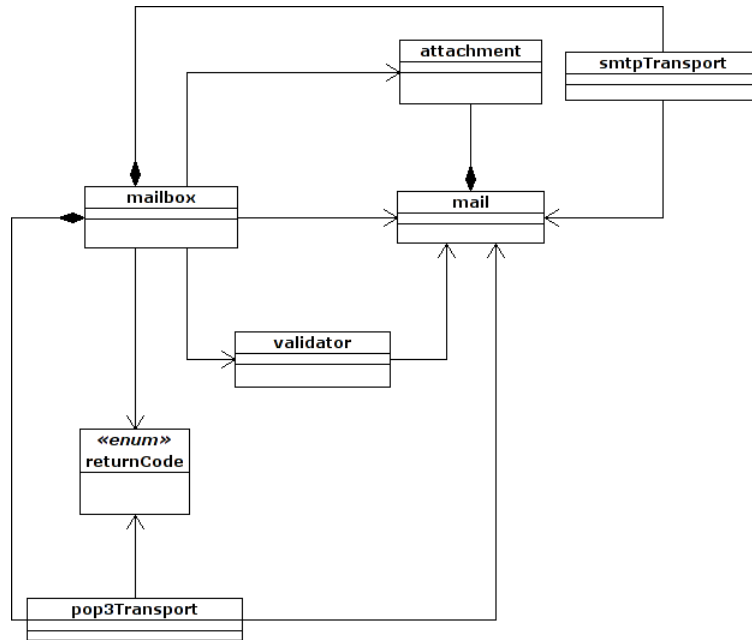 attachment
smtpTransport
mailbox
mail
validator
«enum»
returnCode
pop3Transport